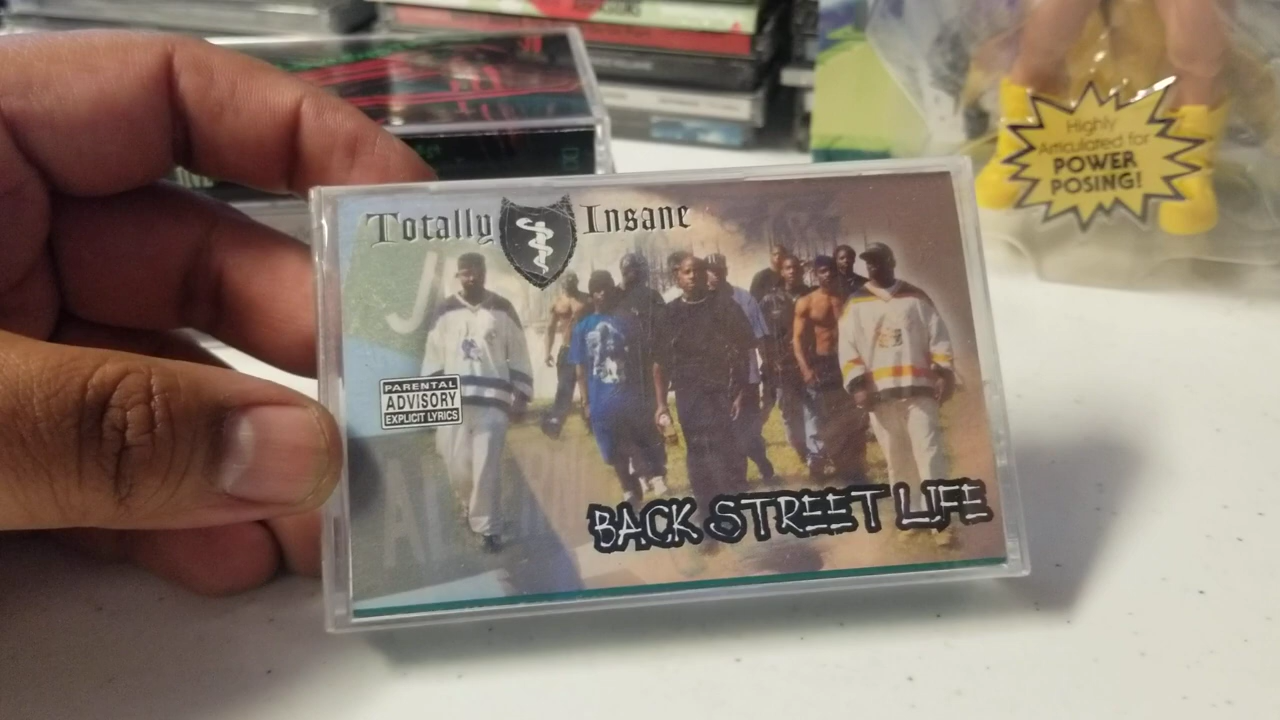 Highly
Articulated for
POWER
POSING!
Totally Insane
PARENTAL
ADVISORY
EXPLICIT LYRICS
BACK STREET LIFE